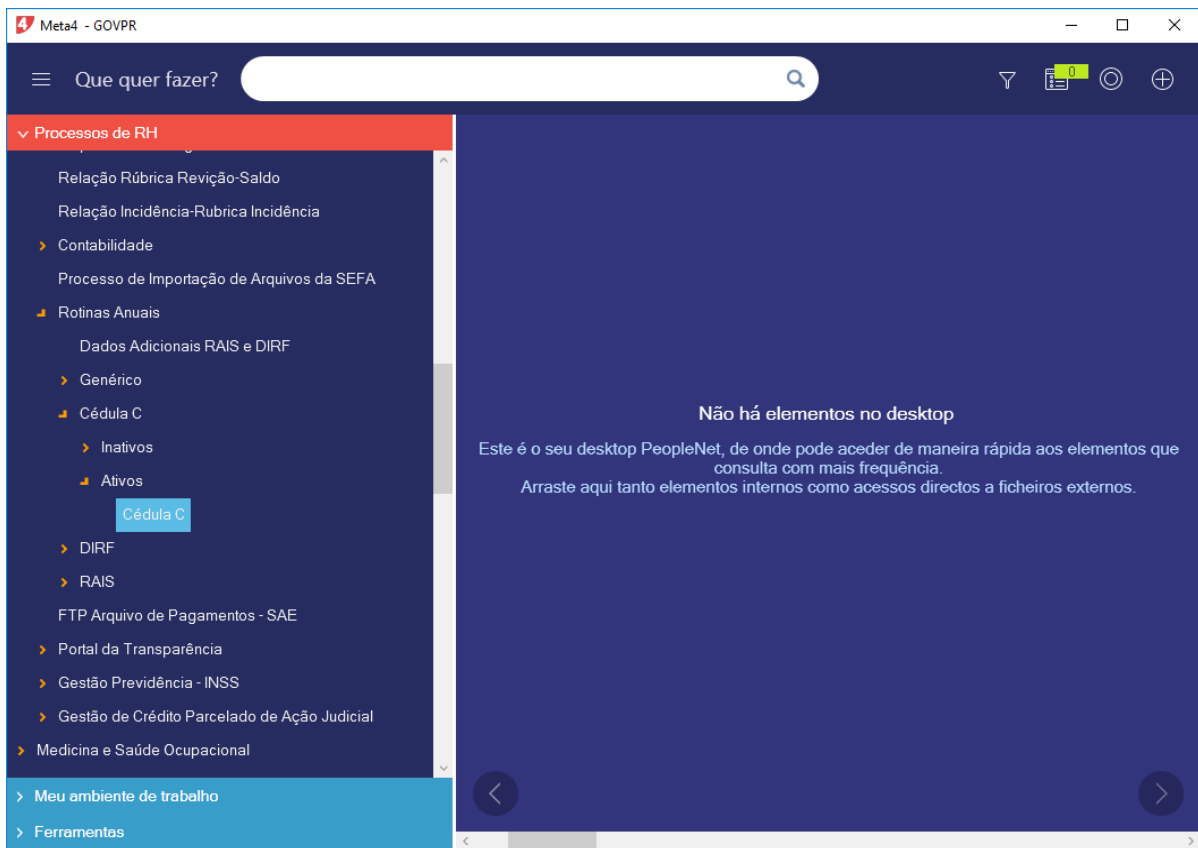 Meta4 - GOVPR
Que quer fazer?
0
Processos de RH
Relação Rúbrica Revição-Saldo
Relação Incidência-Rubrica Incidência
Contabilidade
Processo de Importação de Arquivos da SEFA
Rotinas Anuais
Dados Adicionais RAIS e DIRF
Genérico
Cédula C
Inativos
Ativos
Cédula C
DIRF
RAIS
FTP Arquivo de Pagamentos - SAE
Portal da Transparência
Gestão Previdência - INSS
Gestão de Crédito Parcelado de Ação Judicial
Medicina e Saúde Ocupacional
Meu ambiente de trabalho
Ferramentas
Não há elementos no desktop
Este é o seu desktop PeopleNet, de onde pode aceder de maneira rápida aos elementos que
consulta com mais frequência.
Arraste aqui tanto elementos internos como acessos directos a ficheiros externos.